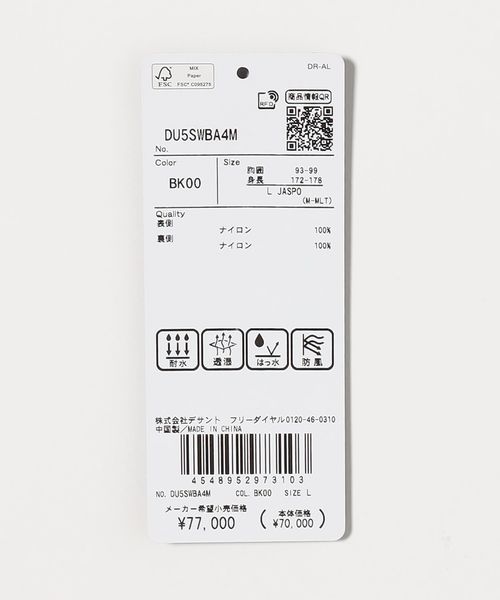 MIX
Paper
FSC
FSC® C095275
DR-AL
RFID
商品情報QR
DU5SWBA4M
No.
Color
BK00
Size
胸囲 93-99
身長 172-178
L JASPO
(M-MLT)
Quality
表側
ナイロン 100%
裏側
ナイロン 100%
耐水
透湿
はっ水
防風
株式会社デサント フリーダイヤル0120-46-0310
中国製/MADE IN CHINA
4548952973103
NO. DU5SWBA4M COL. BK00 SIZE L
メーカー希望小売価格
¥77,000
(本体価格
¥70,000)